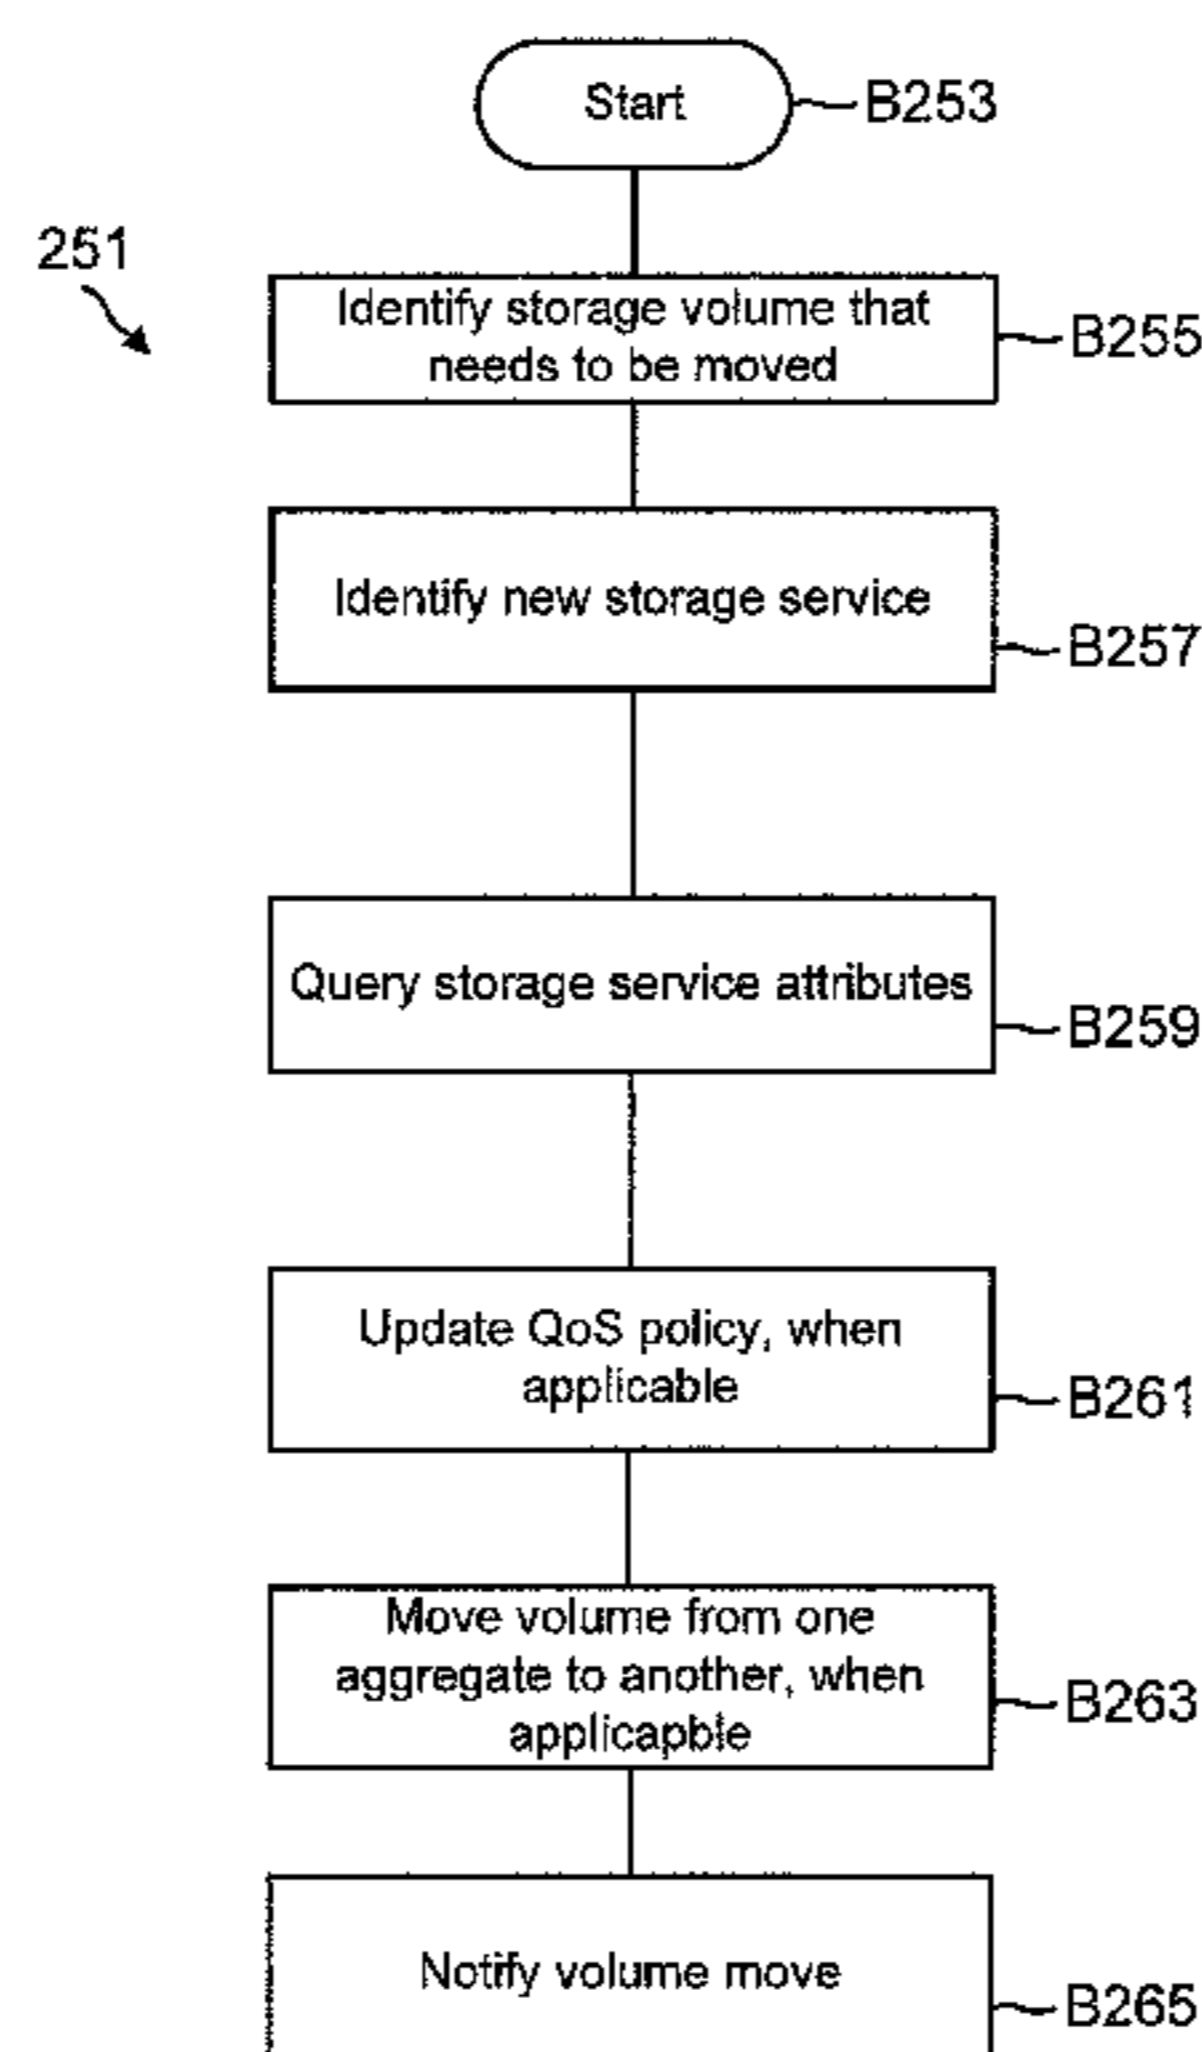 Start
B253
251
Identify storage volume that
needs to be moved
B255
Identify new storage service
B257
Query storage service attributes
B259
Update QoS policy, when
applicable
B261
Move volume from one
aggregate to another, when
applicapble
B263
Notify volume move
B265